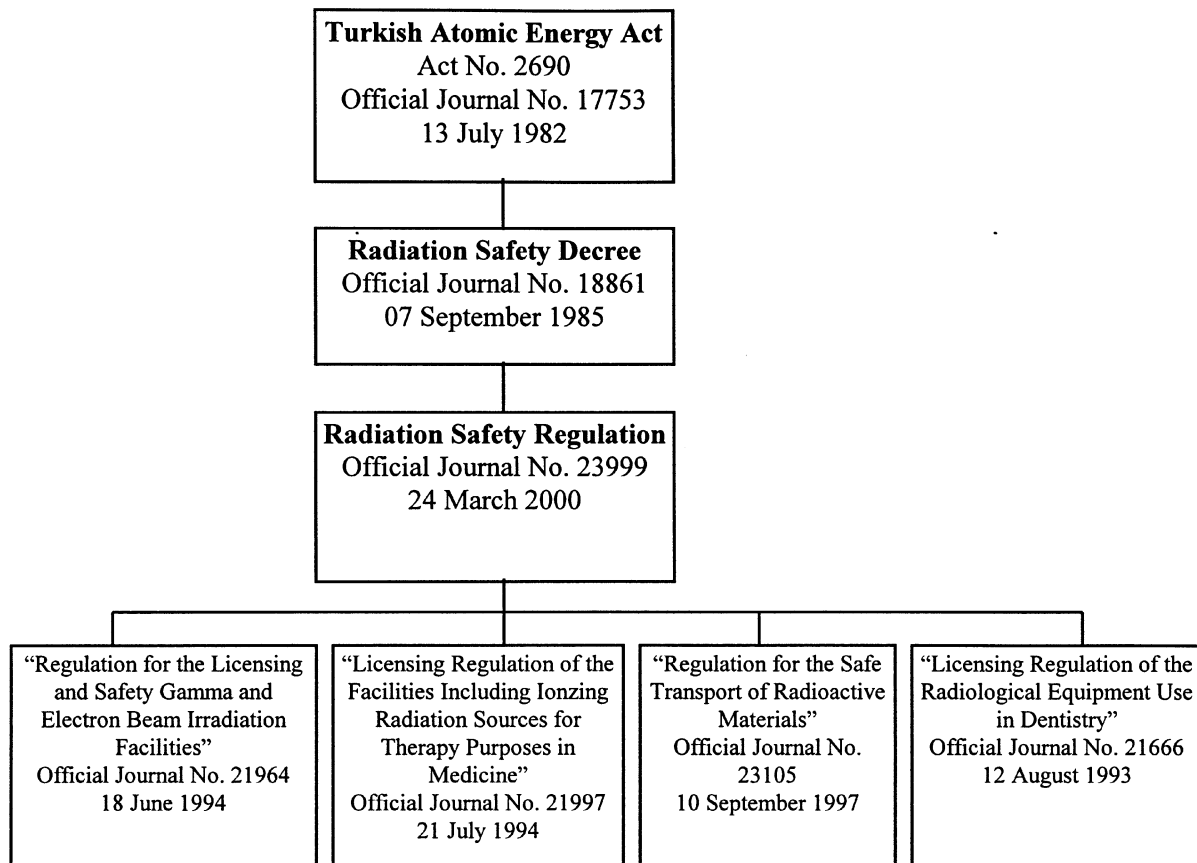 Turkish Atomic Energy Act
Act No. 2690
Official Journal No. 17753
13 July 1982
Radiation Safety Decree
Official Journal No. 18861
07 September 1985
Radiation Safety Regulation
Official Journal No. 23999
24 March 2000
“Regulation for the Licensing
and Safety Gamma and
Electron Beam Irradiation
Facilities”
Official Journal No. 21964
18 June 1994
“Licensing Regulation of the
Facilities Including Ionzing
Radiation Sources for
Therapy Purposes in
Medicine”
Official Journal No. 21997
21 July 1994
“Regulation for the Safe
Transport of Radioactive
Materials”
Official Journal No.
23105
10 September 1997
“Licensing Regulation of the
Radiological Equipment Use
in Dentistry”
Official Journal No. 21666
12 August 1993